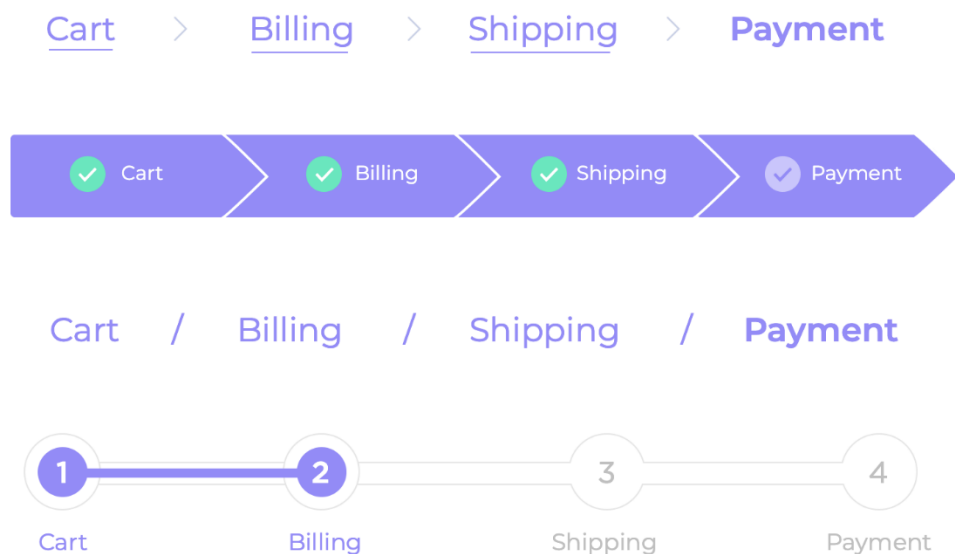 Cart > Billing > Shipping > Payment
Cart Billing Shipping Payment
Cart / Billing / Shipping / Payment
1 2 3 4
Cart Billing Shipping Payment